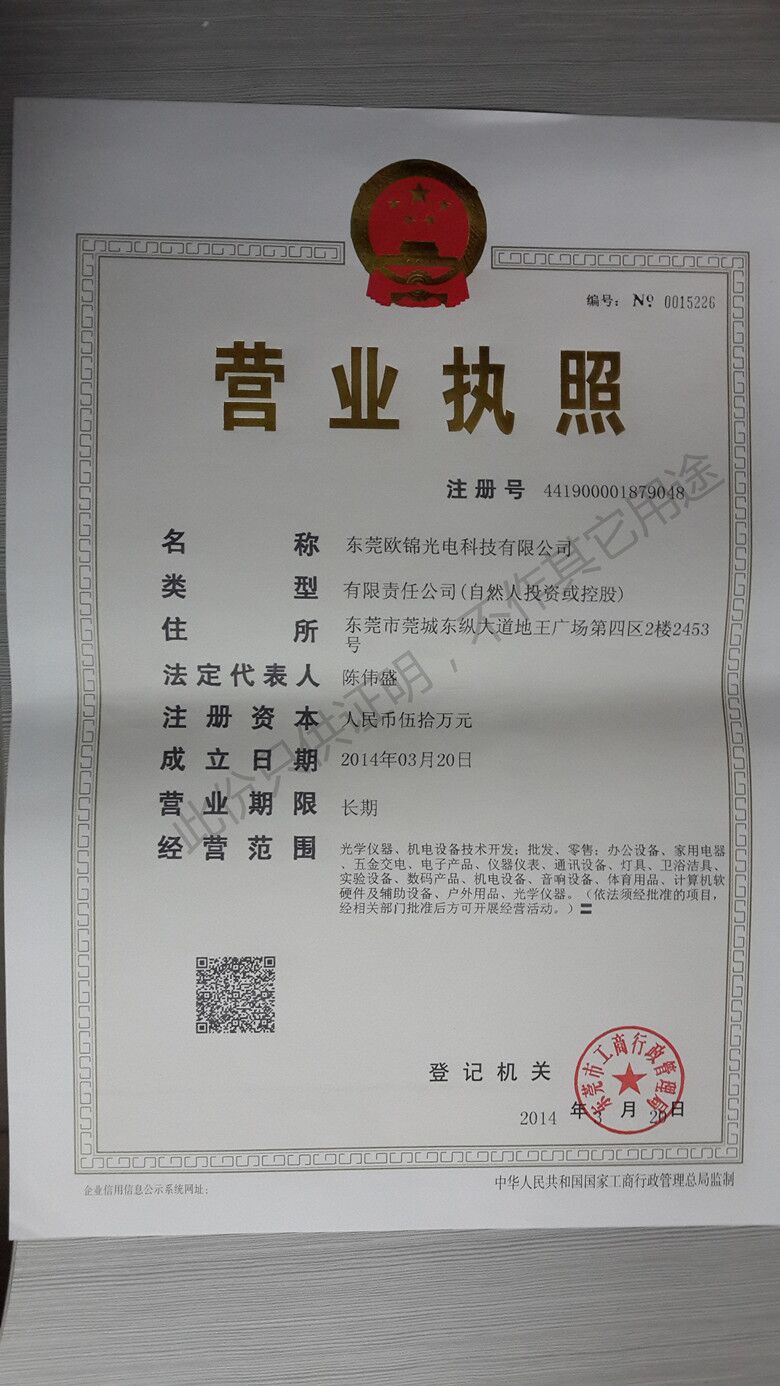 编号: № 0015226
营业执照
注册号 441900001879048
名称 东莞欧锦光电科技有限公司
类型 有限责任公司(自然人投资或控股)
住所 东莞市莞城东纵大道地王广场第四区2楼2453
号
法定代表人 陈伟盛
注册资本 人民币伍拾万元
成立日期 2014年03月20日
营业期限 长期
经营范围 光学仪器、机电设备技术开发; 批发、零售: 办公设备、家用电器
、五金交电、电子产品、仪器仪表、通讯设备、灯具、卫浴洁具、
实验设备、数码产品、机电设备、音响设备、体育用品、计算机软
硬件及辅助设备、户外用品、光学仪器。(依法须经批准的项目,
经相关部门批准后方可开展经营活动。)〓
此份只供证明，不作其它用途
登记机关
东莞市工商行政管理局
2014 年 3 月 20 日
企业信用信息公示系统网址:
中华人民共和国国家工商行政管理总局监制